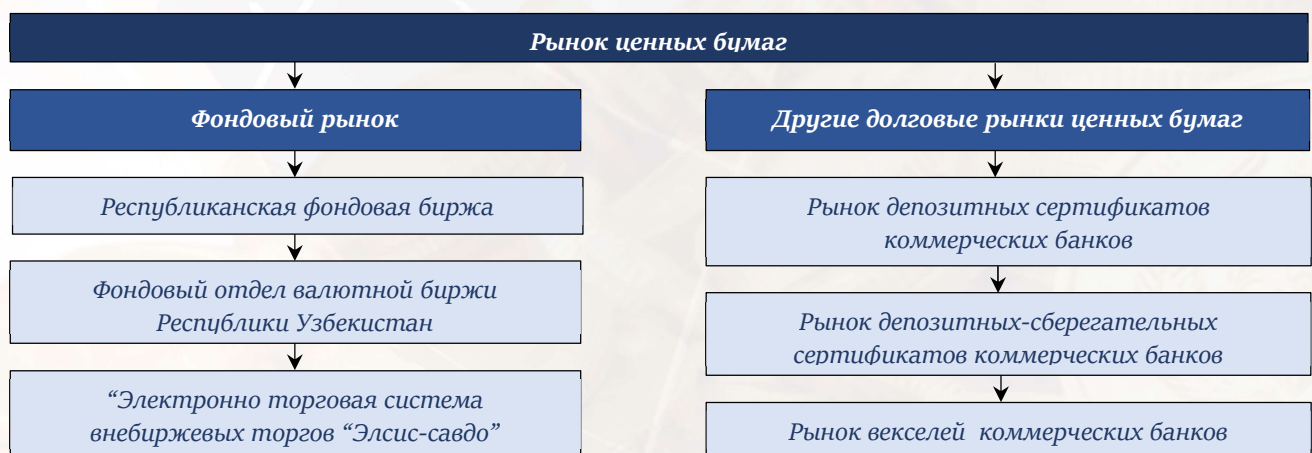 Рынок ценных бумаг
Фондовый рынок
Республиканская фондовая биржа
Фондовый отдел валютной биржи
Республики Узбекистан
“Электронно торговая система
внебиржевых торгов “Элсис-савдо”
Другие долговые рынки ценных бумаг
Рынок депозитных сертификатов
коммерческих банков
Рынок депозитных-сберегательных
сертификатов коммерческих банков
Рынок векселей коммерческих банков